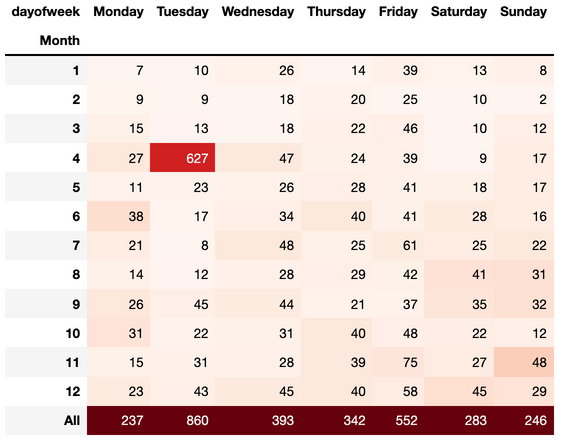 dayofweek Monday Tuesday Wednesday Thursday Friday Saturday Sunday
Month
1 7 10 26 14 39 13 8
2 9 9 18 20 25 10 2
3 15 13 18 22 46 10 12
4 27 627 47 24 39 9 17
5 11 23 26 28 41 18 17
6 38 17 34 40 41 28 16
7 21 8 48 25 61 25 22
8 14 12 28 29 42 41 31
9 26 45 44 21 37 35 32
10 31 22 31 40 48 22 12
11 15 31 28 39 75 27 48
12 23 43 45 40 58 45 29
All 237 860 393 342 552 283 246